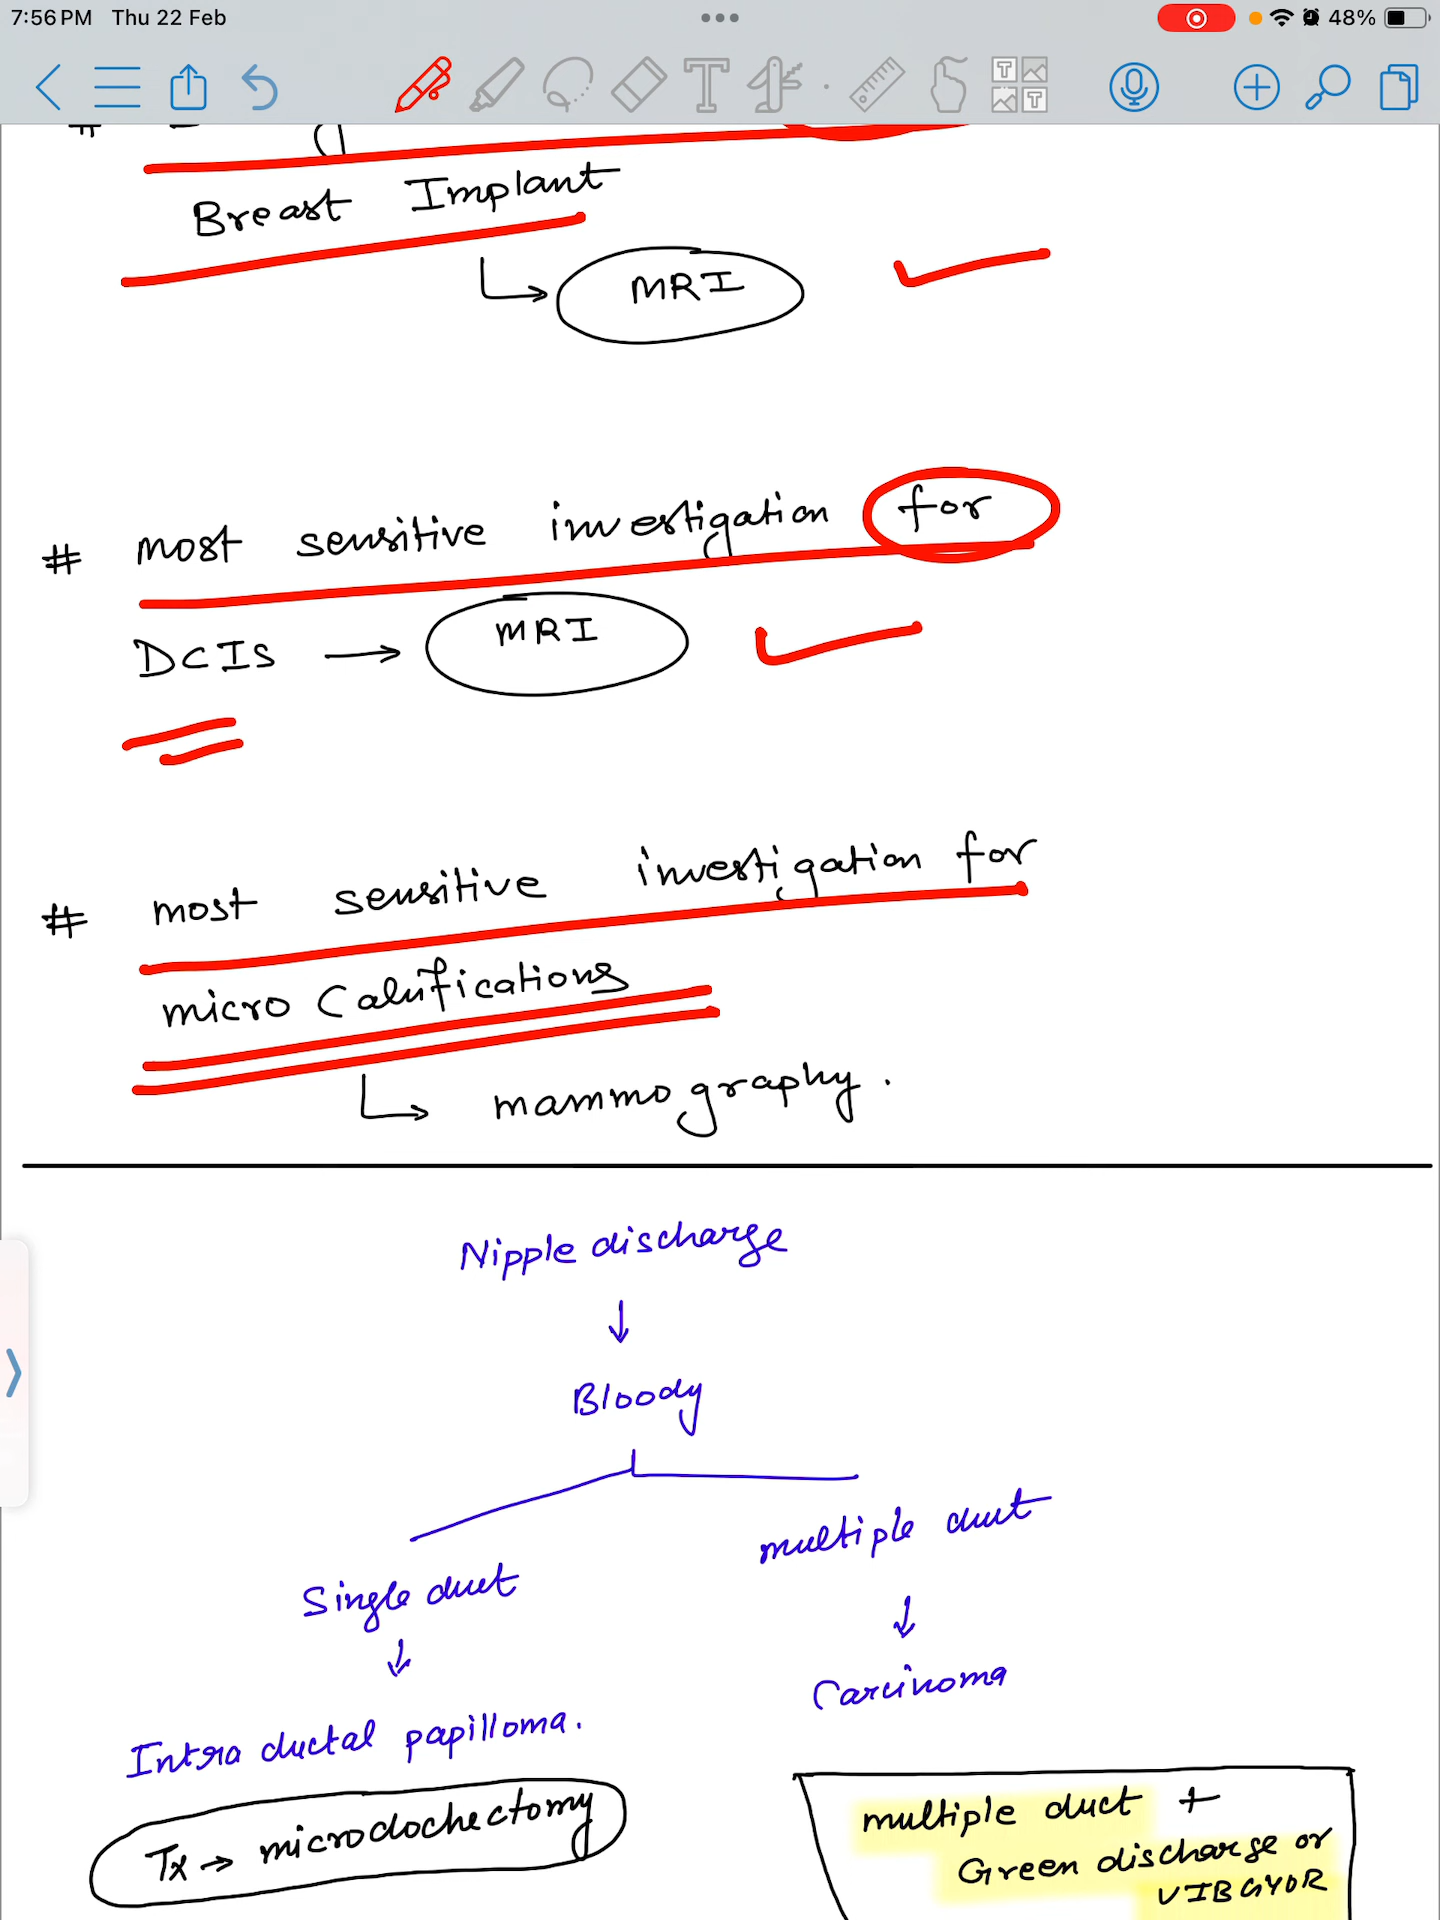 7:56 PM Thu 22 Feb
48%
#
Breast Implant
MRI
# most sensitive investigation for
DCIS → MRI
# most sensitive investigation for
micro Calcifications
mammography.
Nipple discharge
↓
Bloody
Single duct
multiple duct
↓
↓
Intra ductal papilloma.
Carcinoma
Tx → microdochectomy
multiple duct +
Green discharge or
VIBGYOR